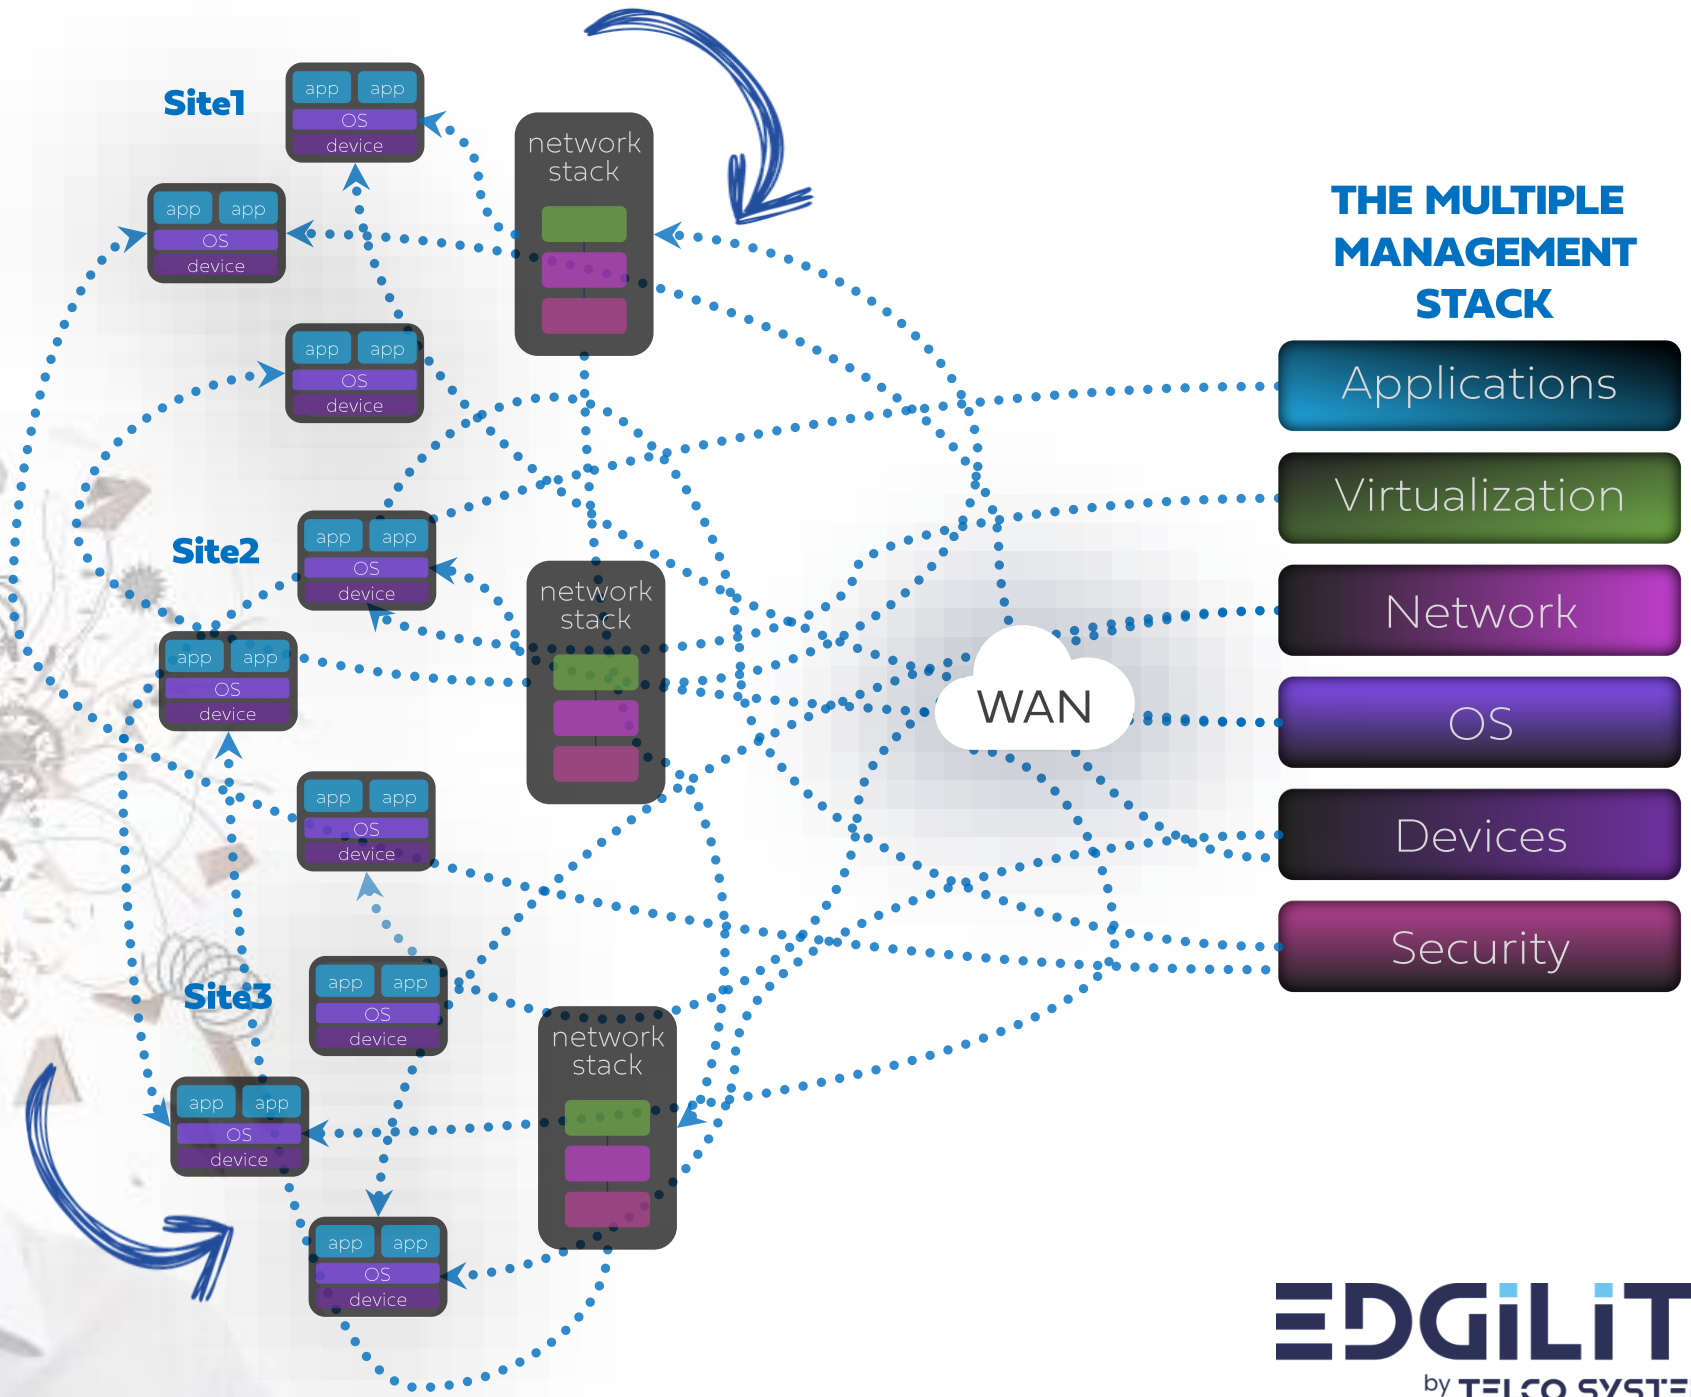 Site1
app app
OS
device
app app
OS
device
app app
OS
device
network
stack
Site2
app app
OS
device
app app
OS
device
app app
OS
device
network
stack
Site3
app app
OS
device
app app
OS
device
app app
OS
device
network
stack
WAN
THE MULTIPLE
MANAGEMENT
STACK
Applications
Virtualization
Network
OS
Devices
Security
EDGiLiT
by TELCO SYSTE